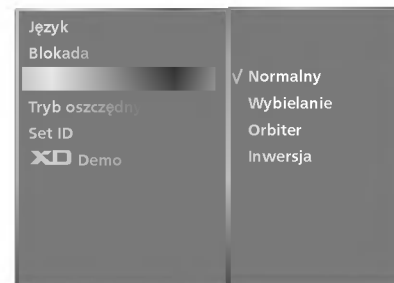 Język
Blokada
Tryb oszczędny
Set ID
XD Demo
√ Normalny
Wybielanie
Orbiter
Inwersja